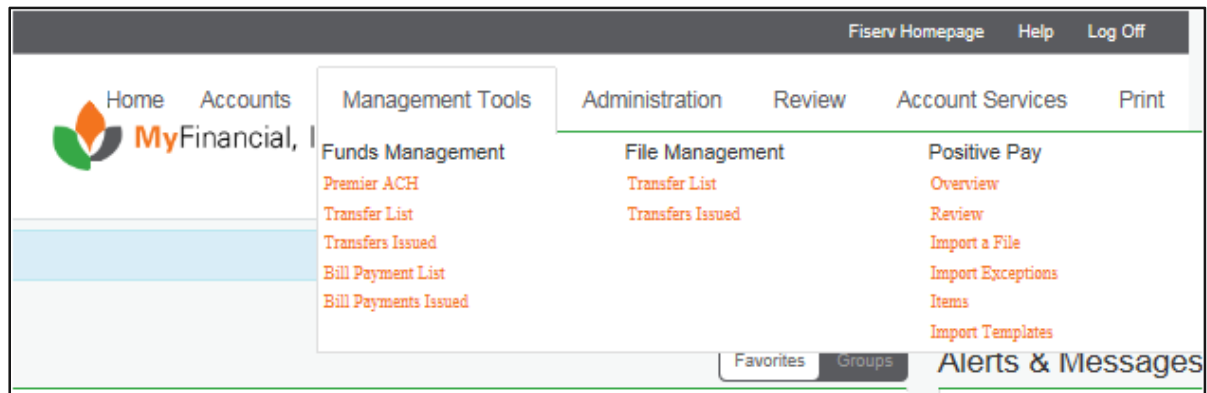 Fiserv Homepage Help Log Off
Home Accounts Management Tools Administration Review Account Services Print
MyFinancial, I
Funds Management
Premier ACH
Transfer List
Transfers Issued
Bill Payment List
Bill Payments Issued
File Management
Transfer List
Transfers Issued
Positive Pay
Overview
Review
Import a File
Import Exceptions
Items
Import Templates
Favorites Groups
Alerts & Messages